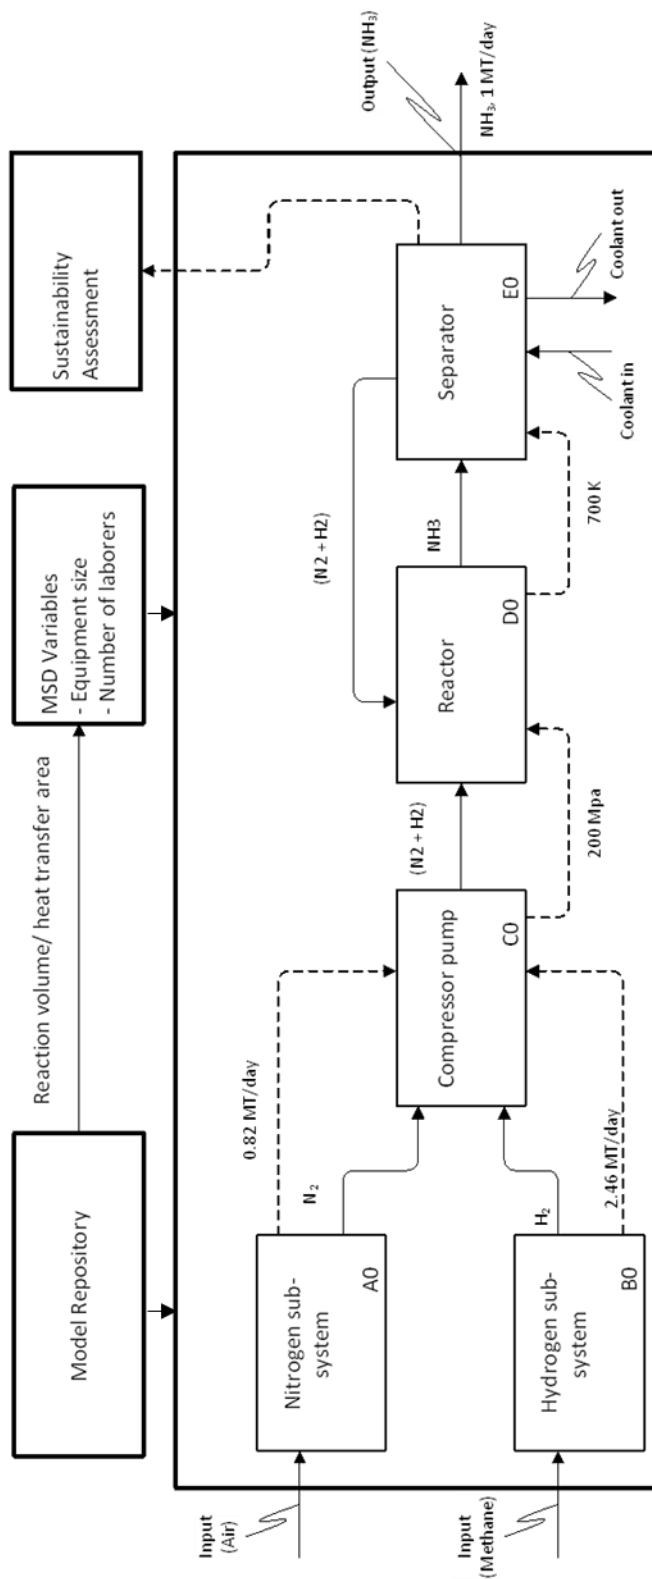 Model Repository
Reaction volume/ heat transfer area
MSD Variables
- Equipment size
- Number of laborers
Sustainability
Assessment
Input
(Air)
Nitrogen sub-
system
A0
0.82 MT/day
N₂
Input
(Methane)
Hydrogen sub-
system
B0
H₂
2.46 MT/day
Compressor pump
C0
(N2 + H2)
200 Mpa
Reactor
D0
(N2 + H2)
NH3
700 K
Separator
E0
Coolant in
Coolant out
Output (NH₃)
NH₃, 1 MT/day